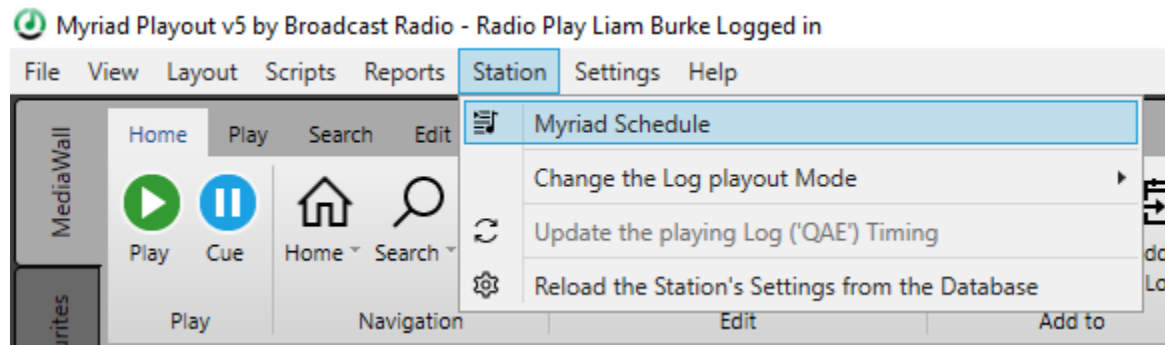 Myriad Playout v5 by Broadcast Radio - Radio Play Liam Burke Logged in
File View Layout Scripts Reports Station Settings Help
MediaWall
Home Play Search Edit
Myriad Schedule
Change the Log playout Mode
Update the playing Log ('QAE') Timing
Reload the Station's Settings from the Database
Play Cue Home Search
Play Navigation Edit Add to